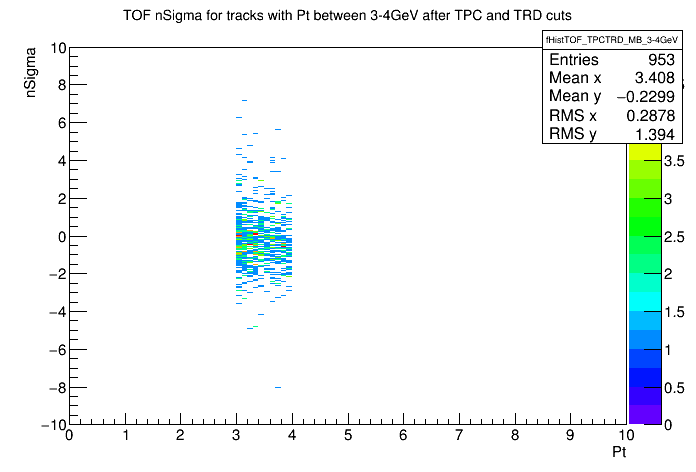 TOF nSigma for tracks with Pt between 3-4GeV after TPC and TRD cuts
fHistTOF_TPCTRD_MB_3-4GeV
Entries 953
Mean x 3.408
Mean y −0.2299
RMS x 0.2878
RMS y 1.394
nSigma
10
8
6
4
2
0
−2
−4
−6
−8
−10
0 1 2 3 4 5 6 7 8 9 10
Pt
3.5
3
2.5
2
1.5
1
0.5
0